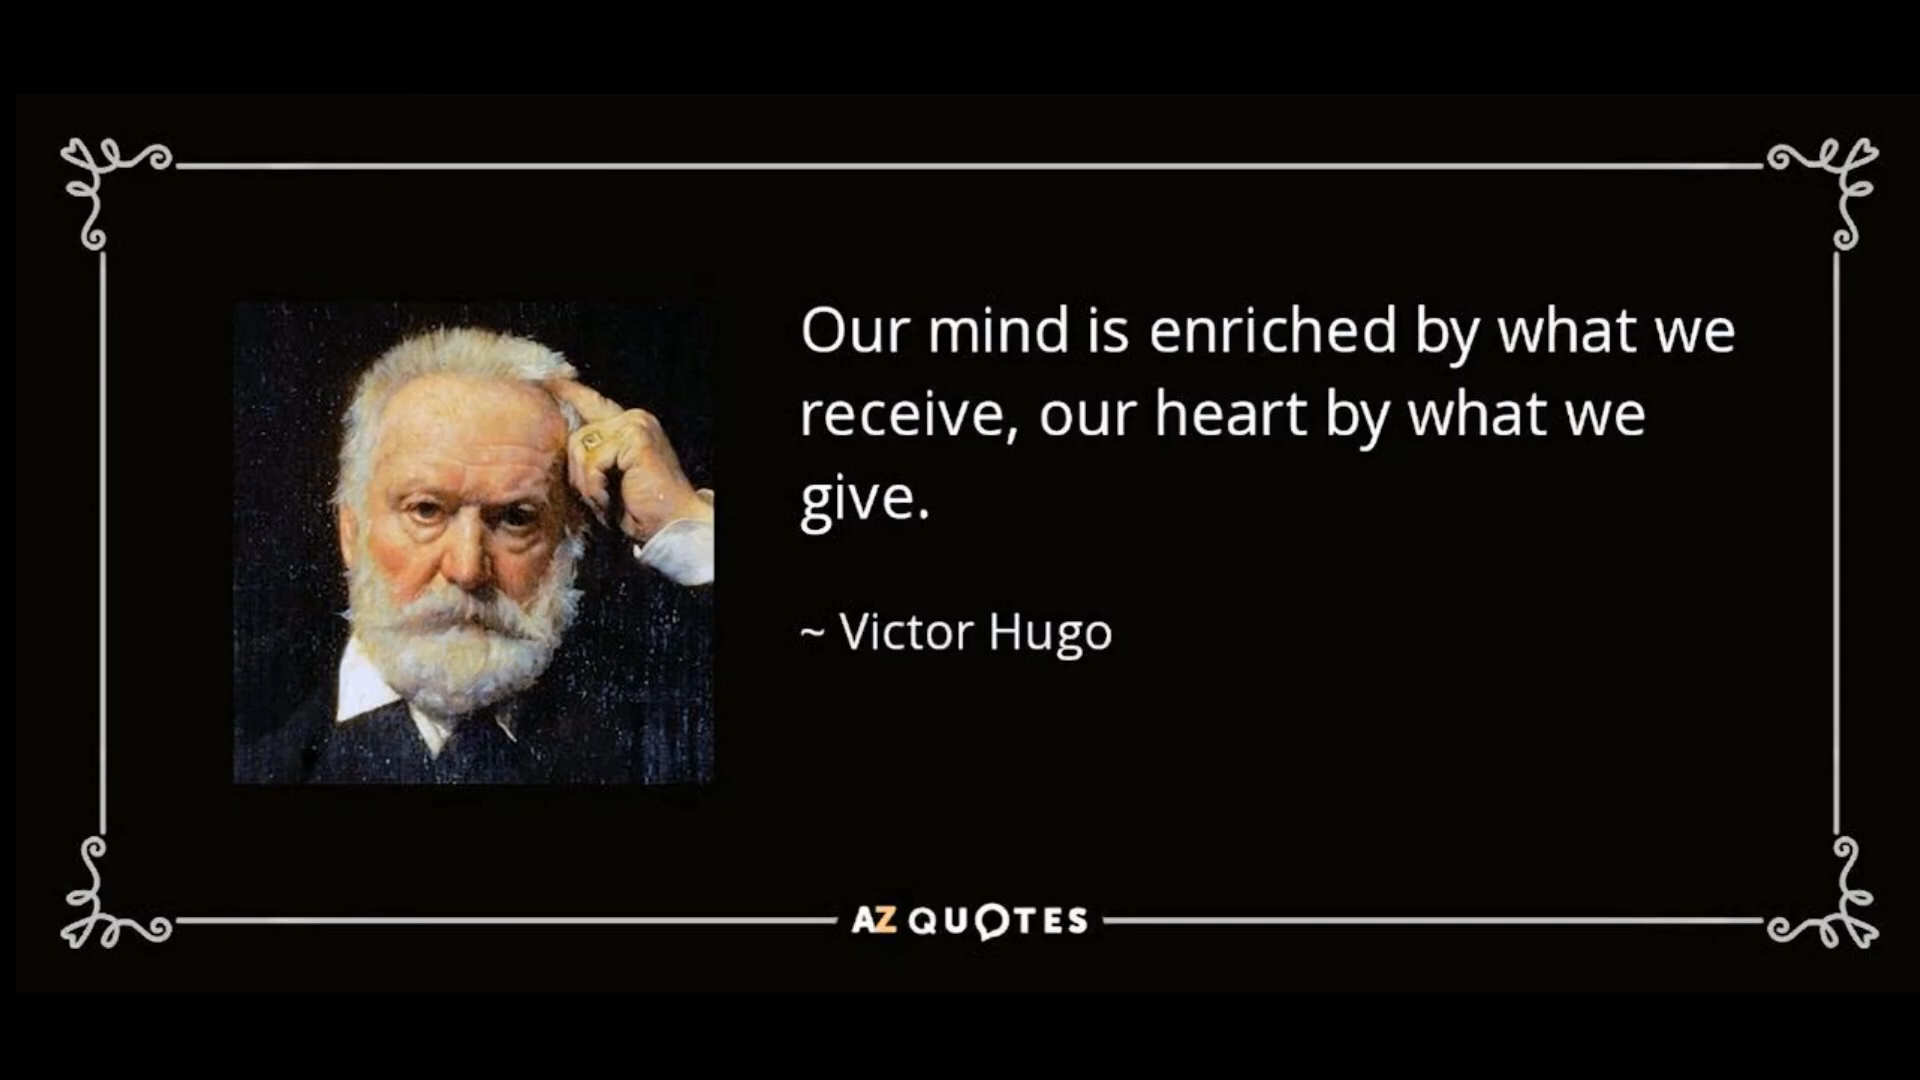 Our mind is enriched by what we
receive, our heart by what we
give.
~ Victor Hugo
AZ QUOTES